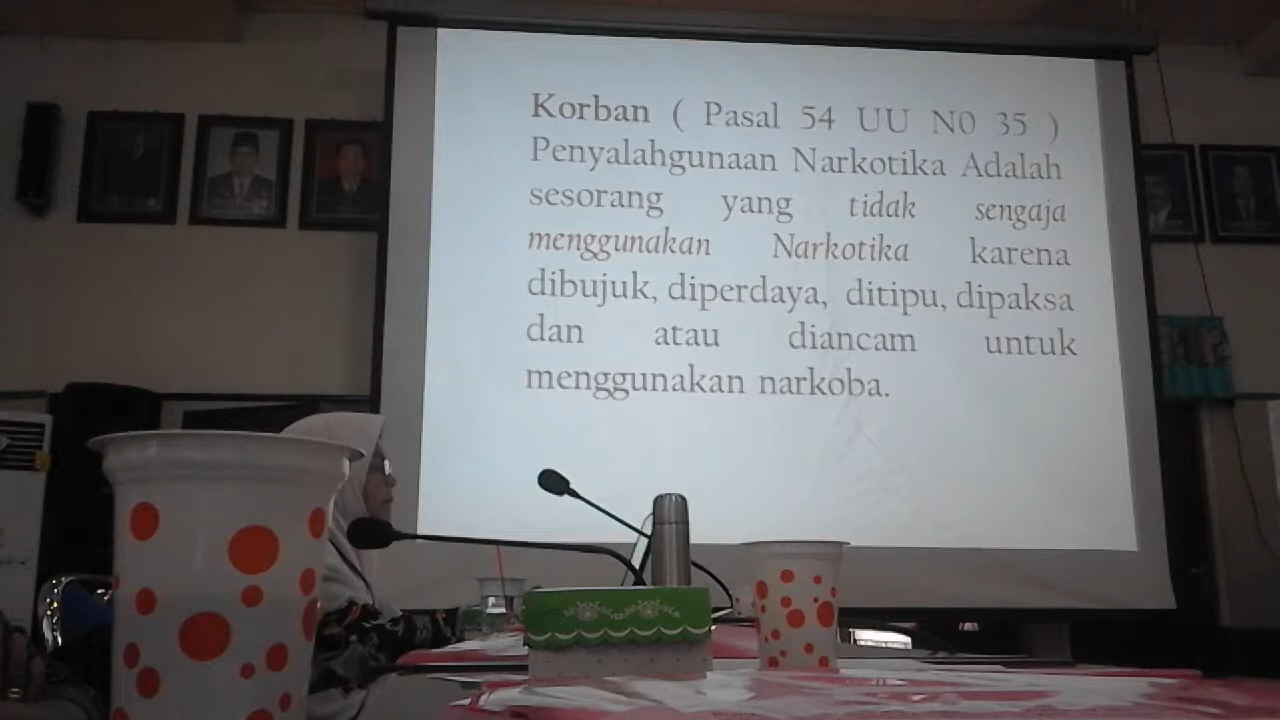 Korban ( Pasal 54 UU N0 35 )
Penyalahgunaan Narkotika Adalah
sesorang yang tidak sengaja
menggunakan Narkotika karena
dibujuk, diperdaya, ditipu, dipaksa
dan atau diancam untuk
menggunakan narkoba.